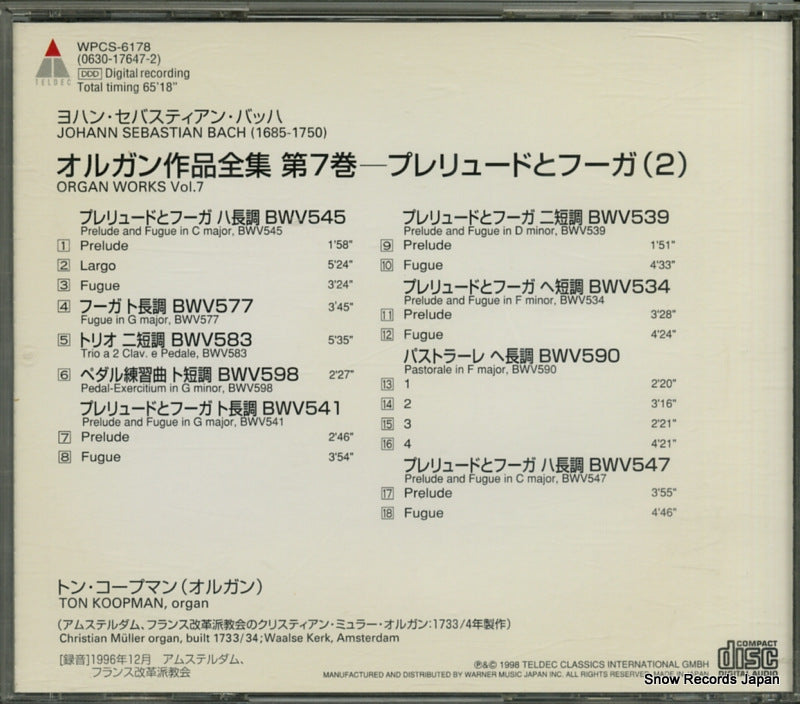 WPCS-6178
(0630-17647-2)
DDD Digital recording
Total timing 65'18"
TELDEC
ヨハン・セバスティアン・バッハ
JOHANN SEBASTIAN BACH (1685-1750)
オルガン作品全集 第7巻—プレリュードとフーガ(2)
ORGAN WORKS Vol.7
プレリュードとフーガ ハ長調 BWV545
Prelude and Fugue in C major, BWV545
1 Prelude 1'58"
2 Largo 5'24"
3 Fugue 3'24"
4 フーガ ト長調 BWV577 3'45"
Fugue in G major, BWV577
5 トリオ ニ短調 BWV583 5'35"
Trio a 2 Clav. e Pedale, BWV583
6 ペダル練習曲 ト短調 BWV598 2'27"
Pedal-Exercitium in G minor, BWV598
プレリュードとフーガ ト長調 BWV541
Prelude and Fugue in G major, BWV541
7 Prelude 2'46"
8 Fugue 3'54"
プレリュードとフーガ ニ短調 BWV539
Prelude and Fugue in D minor, BWV539
9 Prelude 1'51"
10 Fugue 4'33"
プレリュードとフーガ ヘ短調 BWV534
Prelude and Fugue in F minor, BWV534
11 Prelude 3'28"
12 Fugue 4'24"
パストラーレ ヘ長調 BWV590
Pastorale in F major, BWV590
13 1 2'20"
14 2 3'16"
15 3 2'21"
16 4 4'21"
プレリュードとフーガ ハ長調 BWV547
Prelude and Fugue in C major, BWV547
17 Prelude 3'55"
18 Fugue 4'46"
トン・コープマン(オルガン)
TON KOOPMAN, organ
(アムステルダム、フランス改革派教会のクリスティアン・ミュラー・オルガン:1733/4年製作)
Christian Müller organ, built 1733/34; Waalse Kerk, Amsterdam
[録音]1996年12月 アムステルダム、
フランス改革派教会
℗&© 1998 TELDEC CLASSICS INTERNATIONAL GMBH
MANUFACTURED AND DISTRIBUTED BY WARNER MUSIC JAPAN INC. ALL RIGHTS RESERVED. MADE IN JAPAN
COMPACT
disc
DIGITAL AUDIO
Snow Records Japan